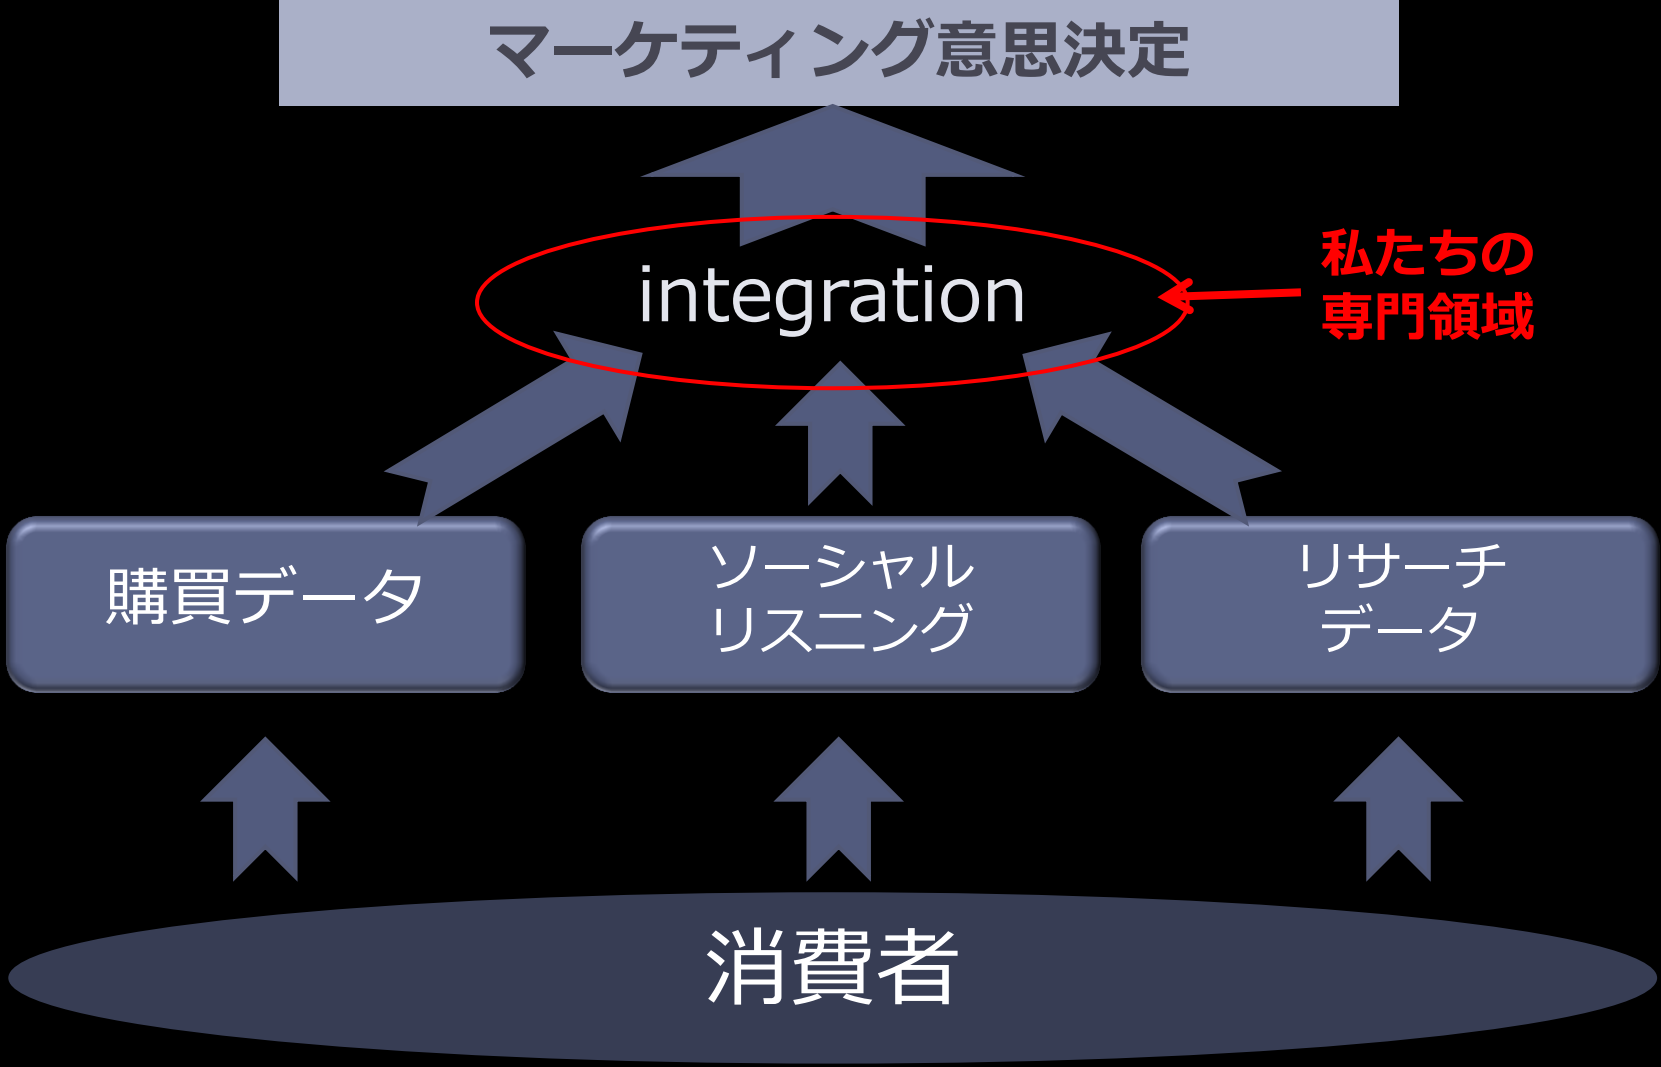 マーケティング意思決定
integration
私たちの
専門領域
購買データ
ソーシャル
リスニング
リサーチ
データ
消費者